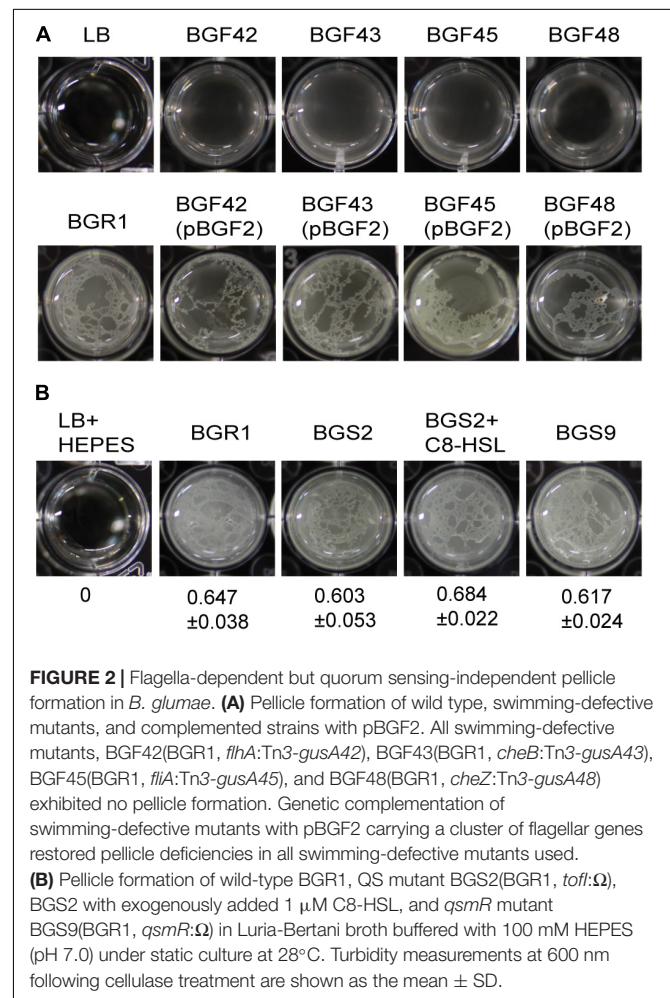 A LB BGF42 BGF43 BGF45 BGF48
BGR1 BGF42 (pBGF2) BGF43 (pBGF2) BGF45 (pBGF2) BGF48 (pBGF2)
3
B
LB+ HEPES BGR1 BGS2 BGS2+ C8-HSL BGS9
0 0.647 ±0.038 0.603 ±0.053 0.684 ±0.022 0.617 ±0.024
FIGURE 2 | Flagella-dependent but quorum sensing-independent pellicle
formation in B. glumae. (A) Pellicle formation of wild type, swimming-defective
mutants, and complemented strains with pBGF2. All swimming-defective
mutants, BGF42(BGR1, flhA:Tn3-gusA42), BGF43(BGR1, cheB:Tn3-gusA43),
BGF45(BGR1, fliA:Tn3-gusA45), and BGF48(BGR1, cheZ:Tn3-gusA48)
exhibited no pellicle formation. Genetic complementation of
swimming-defective mutants with pBGF2 carrying a cluster of flagellar genes
restored pellicle deficiencies in all swimming-defective mutants used.
(B) Pellicle formation of wild-type BGR1, QS mutant BGS2(BGR1, tofI:Ω),
BGS2 with exogenously added 1 μM C8-HSL, and qsmR mutant
BGS9(BGR1, qsmR:Ω) in Luria-Bertani broth buffered with 100 mM HEPES
(pH 7.0) under static culture at 28°C. Turbidity measurements at 600 nm
following cellulase treatment are shown as the mean ± SD.